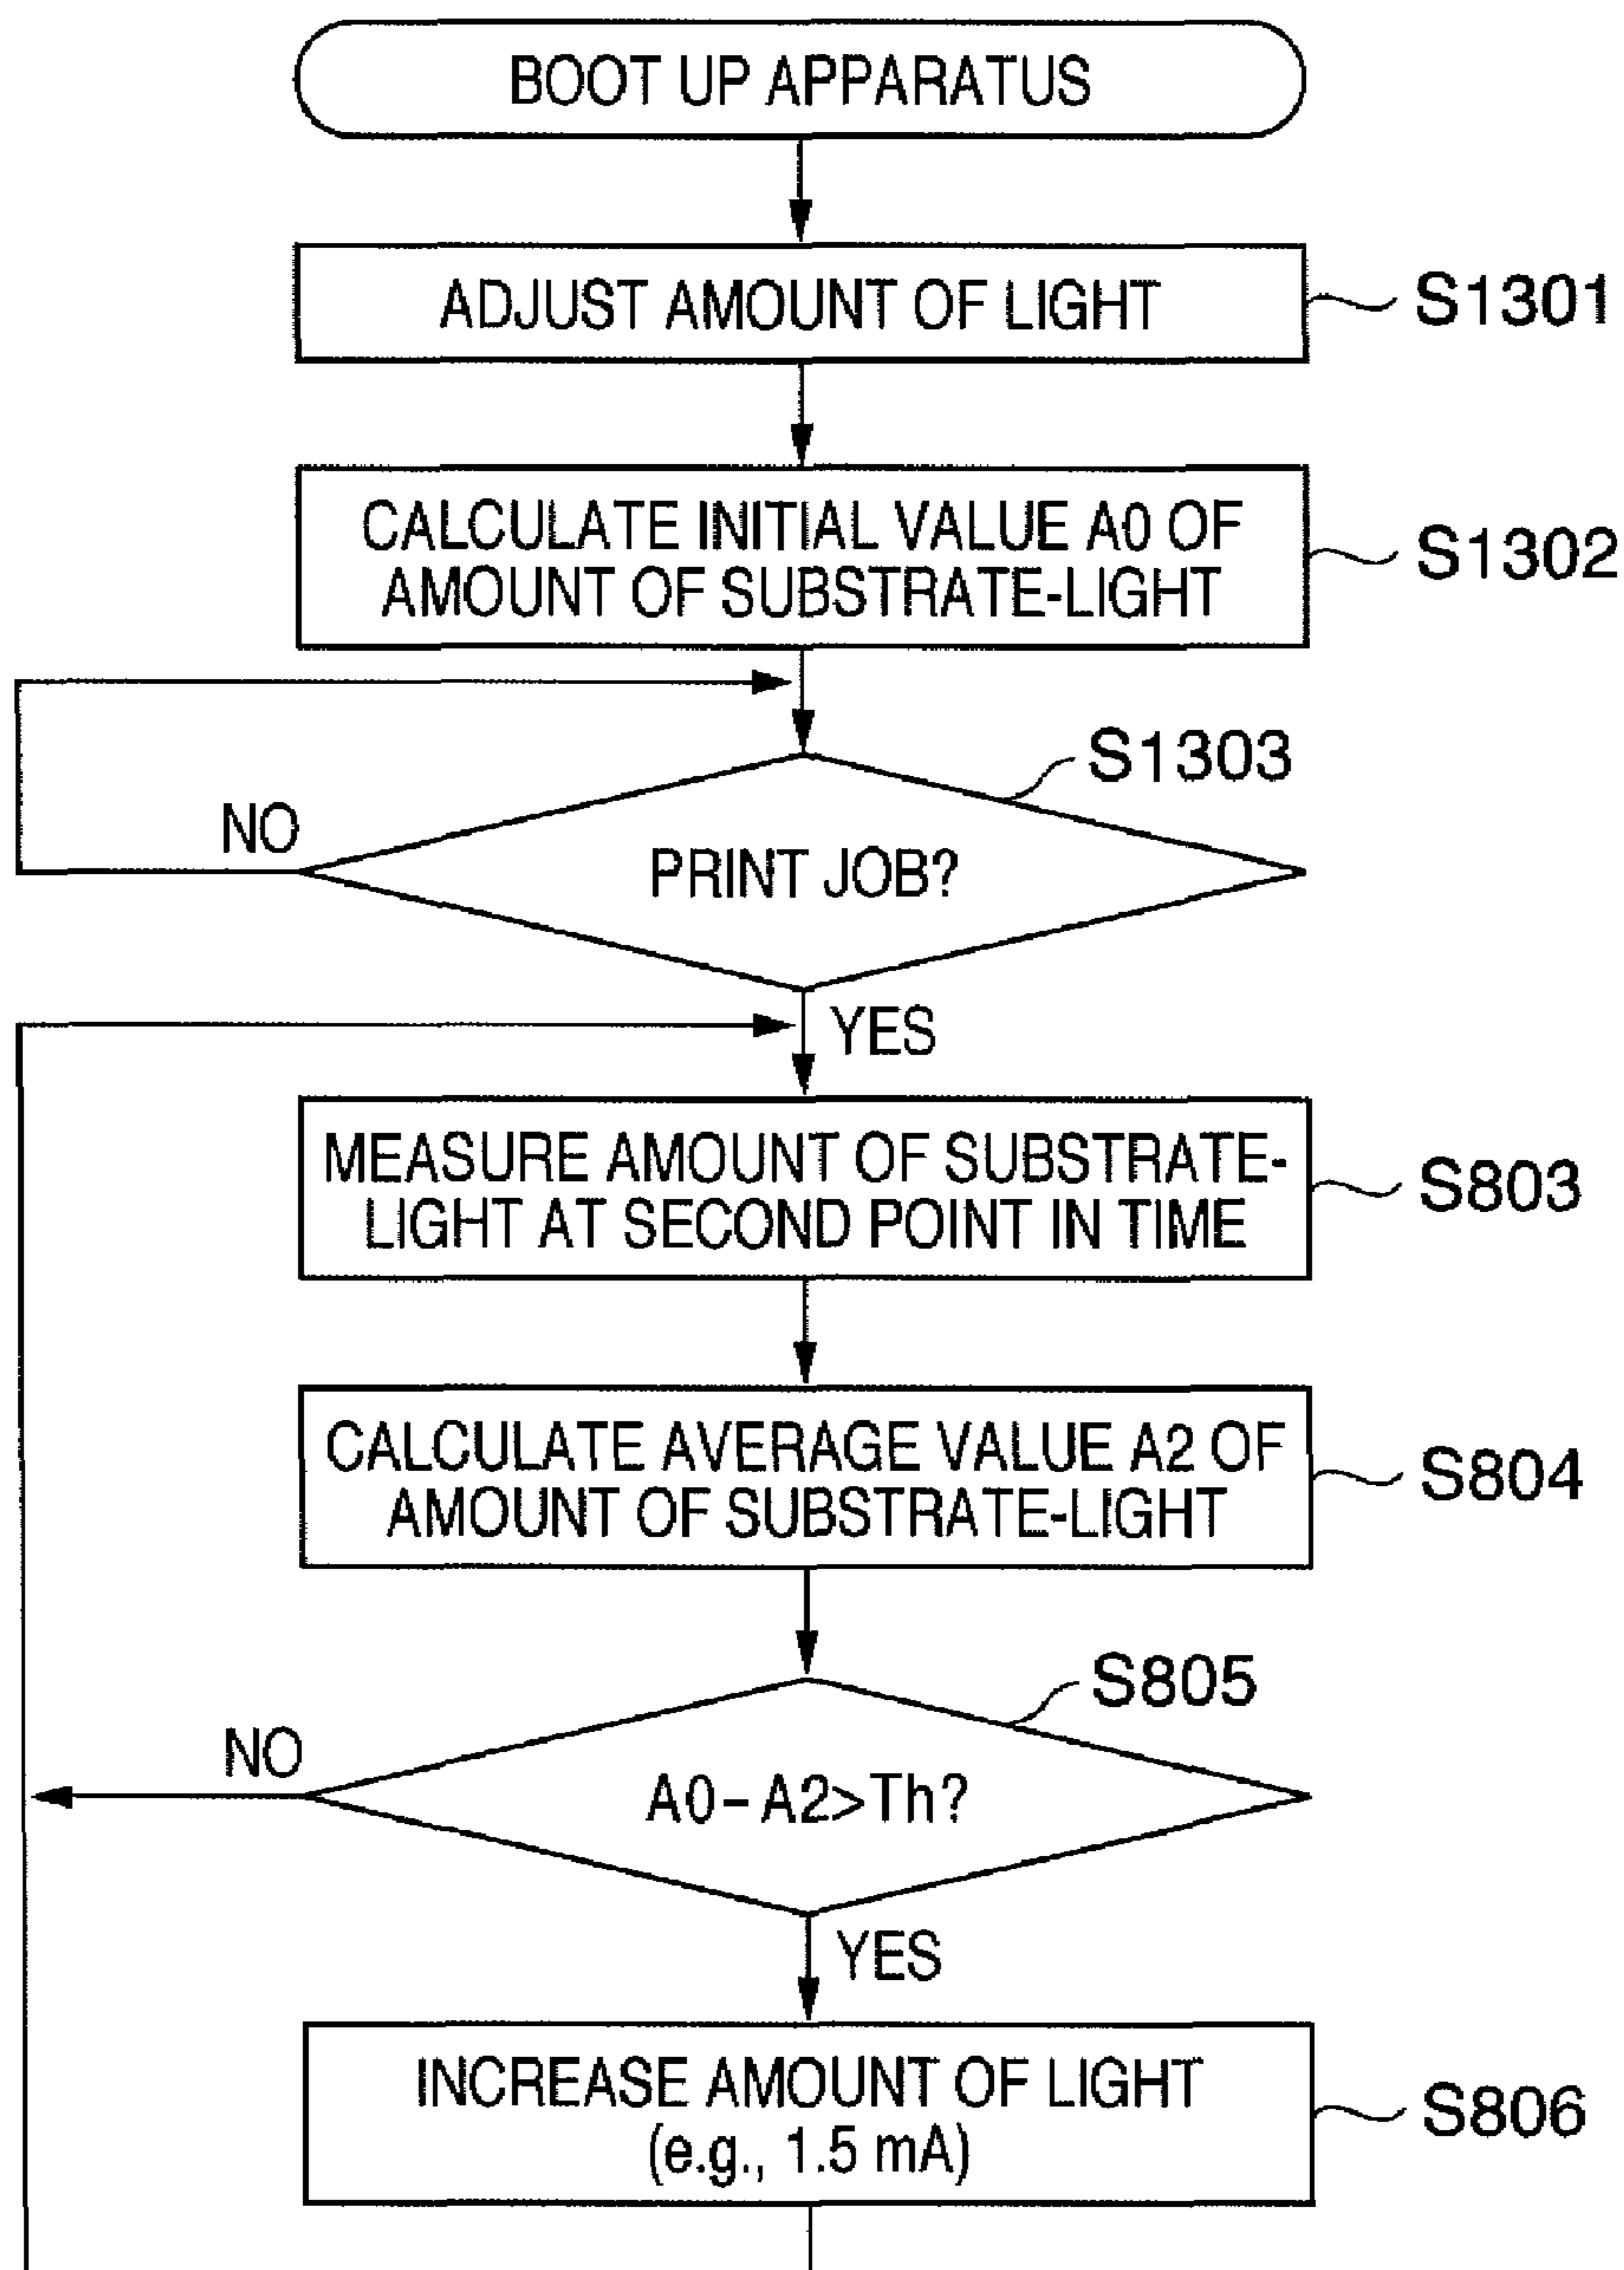 BOOT UP APPARATUS
ADJUST AMOUNT OF LIGHT
S1301
CALCULATE INITIAL VALUE A0 OF
AMOUNT OF SUBSTRATE-LIGHT
S1302
S1303
NO
PRINT JOB?
YES
MEASURE AMOUNT OF SUBSTRATE-
LIGHT AT SECOND POINT IN TIME
S803
CALCULATE AVERAGE VALUE A2 OF
AMOUNT OF SUBSTRATE-LIGHT
S804
S805
NO
A0-A2>Th?
YES
INCREASE AMOUNT OF LIGHT
(e.g., 1.5 mA)
S806